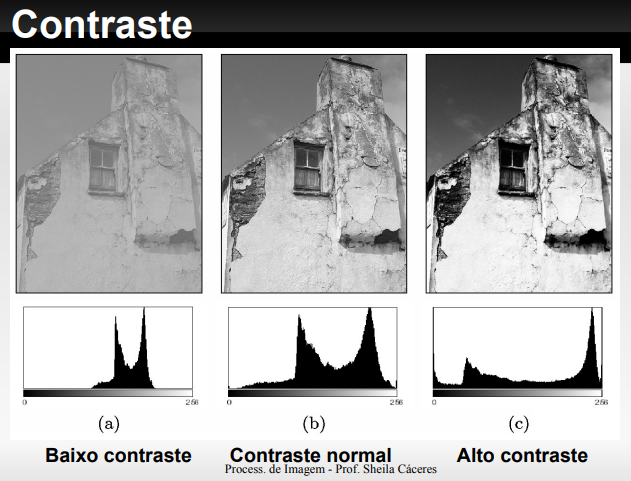 Contraste
0 256 0 256 0 256
(a) (b) (c)
Baixo contraste Contraste normal Alto contraste
Process. de Imagem - Prof. Sheila Cáceres